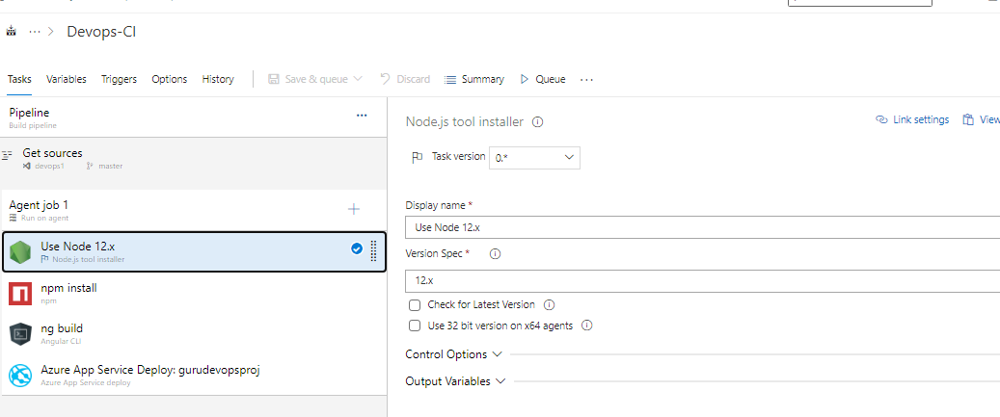 Devops-CI
Tasks Variables Triggers Options History Save & queue Discard Summary Queue
Pipeline
Build pipeline
Get sources
devops1 master
Agent job 1
Run on agent
Use Node 12.x
Node.js tool installer
npm install
npm
ng build
Angular CLI
Azure App Service Deploy: gurudevopsproj
Azure App Service deploy
Node.js tool installer
Link settings View
Task version 0.*
Display name *
Use Node 12.x
Version Spec *
12.x
Check for Latest Version
Use 32 bit version on x64 agents
Control Options
Output Variables